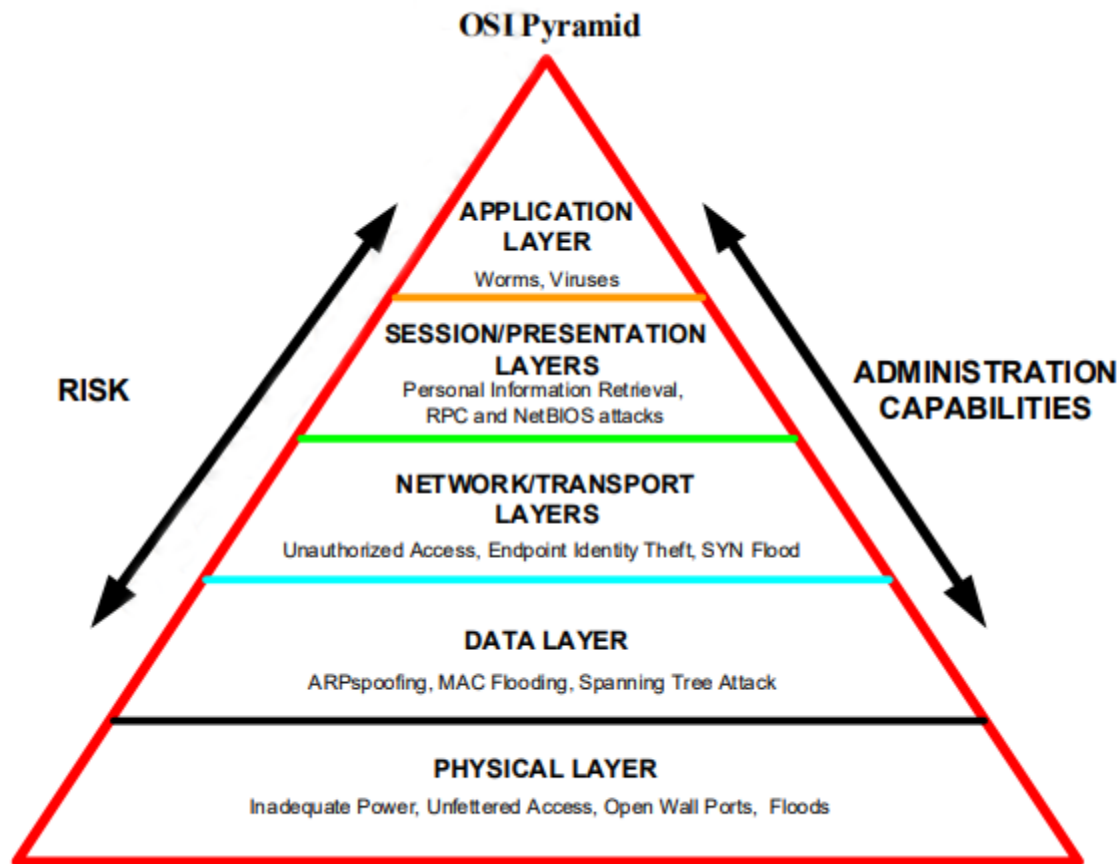 OSI Pyramid
APPLICATION
LAYER
Worms, Viruses
SESSION/PRESENTATION
LAYERS
Personal Information Retrieval,
RPC and NetBIOS attacks
RISK
ADMINISTRATION
CAPABILITIES
NETWORK/TRANSPORT
LAYERS
Unauthorized Access, Endpoint Identity Theft, SYN Flood
DATA LAYER
ARPspoofing, MAC Flooding, Spanning Tree Attack
PHYSICAL LAYER
Inadequate Power, Unfettered Access, Open Wall Ports, Floods